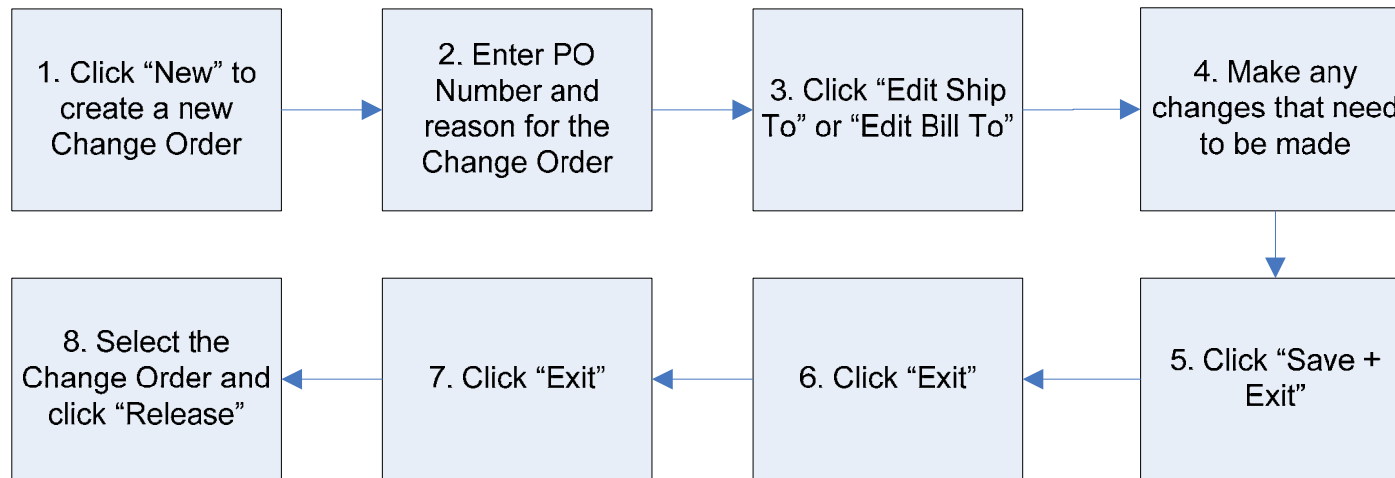 1. Click “New” to
create a new
Change Order
2. Enter PO
Number and
reason for the
Change Order
3. Click “Edit Ship
To” or “Edit Bill To”
4. Make any
changes that need
to be made
5. Click “Save +
Exit”
6. Click “Exit”
7. Click “Exit”
8. Select the
Change Order and
click “Release”